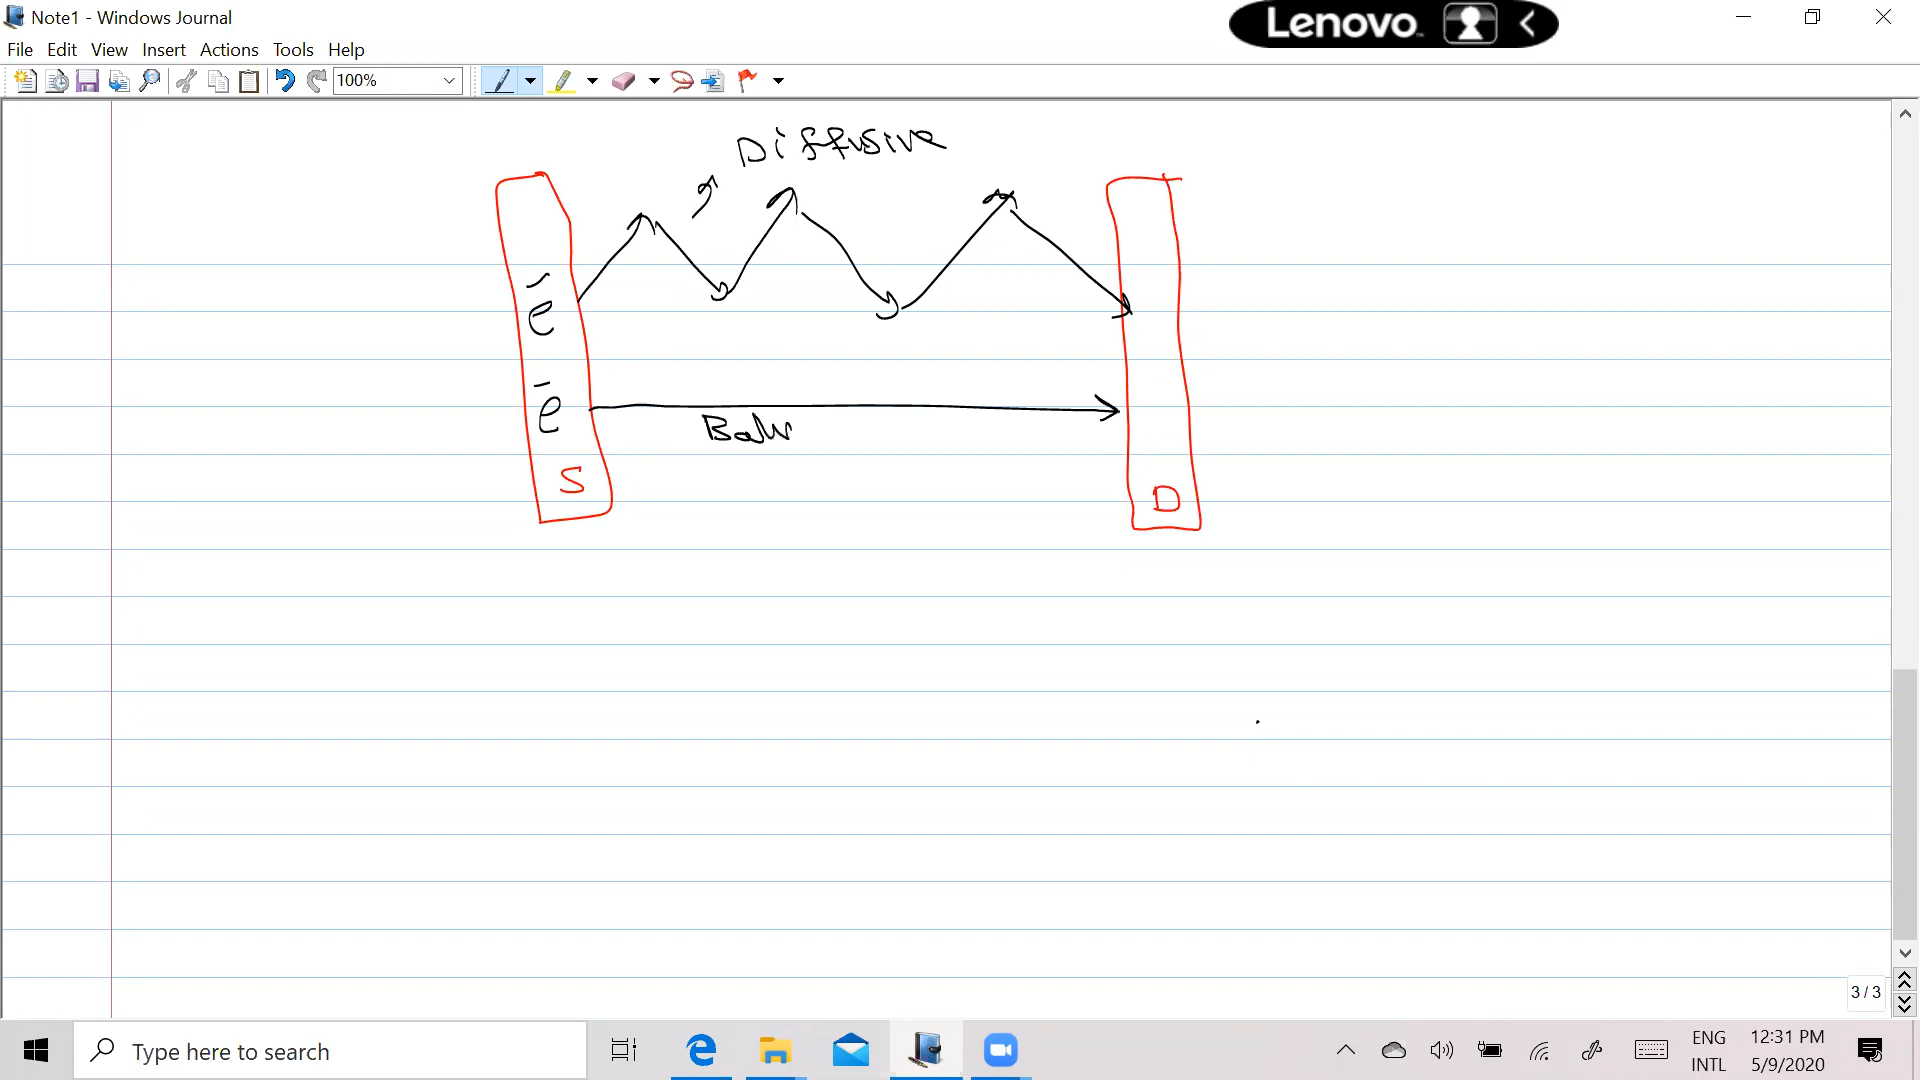 Note1 - Windows Journal
Lenovo
File Edit View Insert Actions Tools Help
100%
Diffusive
e
e
Bali
S
D
3 / 3
Type here to search
ENG
INTL
12:31 PM
5/9/2020